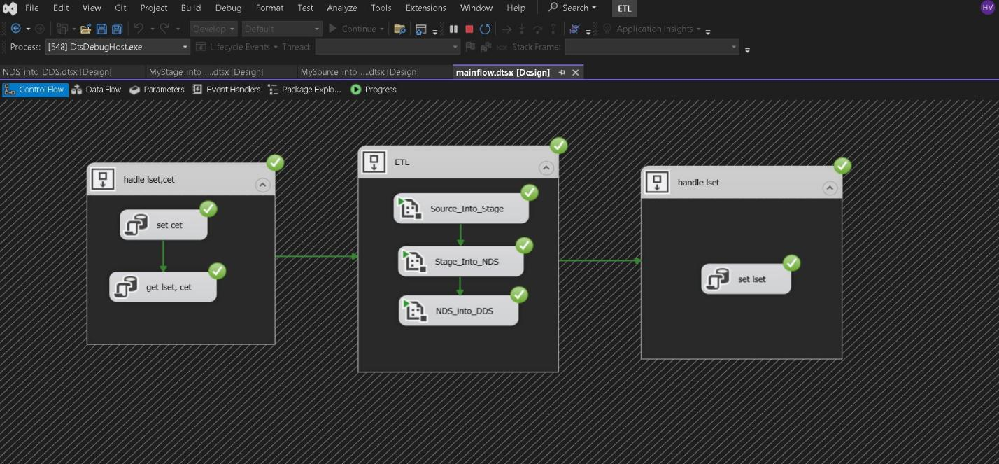 File Edit View Git Project Build Debug Format Test Analyze Tools Extensions Window Help Search ETL HV
Develop Default Continue Application Insights
Process: [548] DtsDebugHost.exe Lifecycle Events Thread: Stack Frame:
NDS_into_DDS.dtsx [Design] MyStage_into_....dtsx [Design] MySource_into_....dtsx [Design] mainflow.dtsx [Design]
Control Flow Data Flow Parameters Event Handlers Package Explo... Progress
hadle lset,cet
set cet
get lset, cet
ETL
Source_Into_Stage
Stage_Into_NDS
NDS_into_DDS
handle lset
set lset